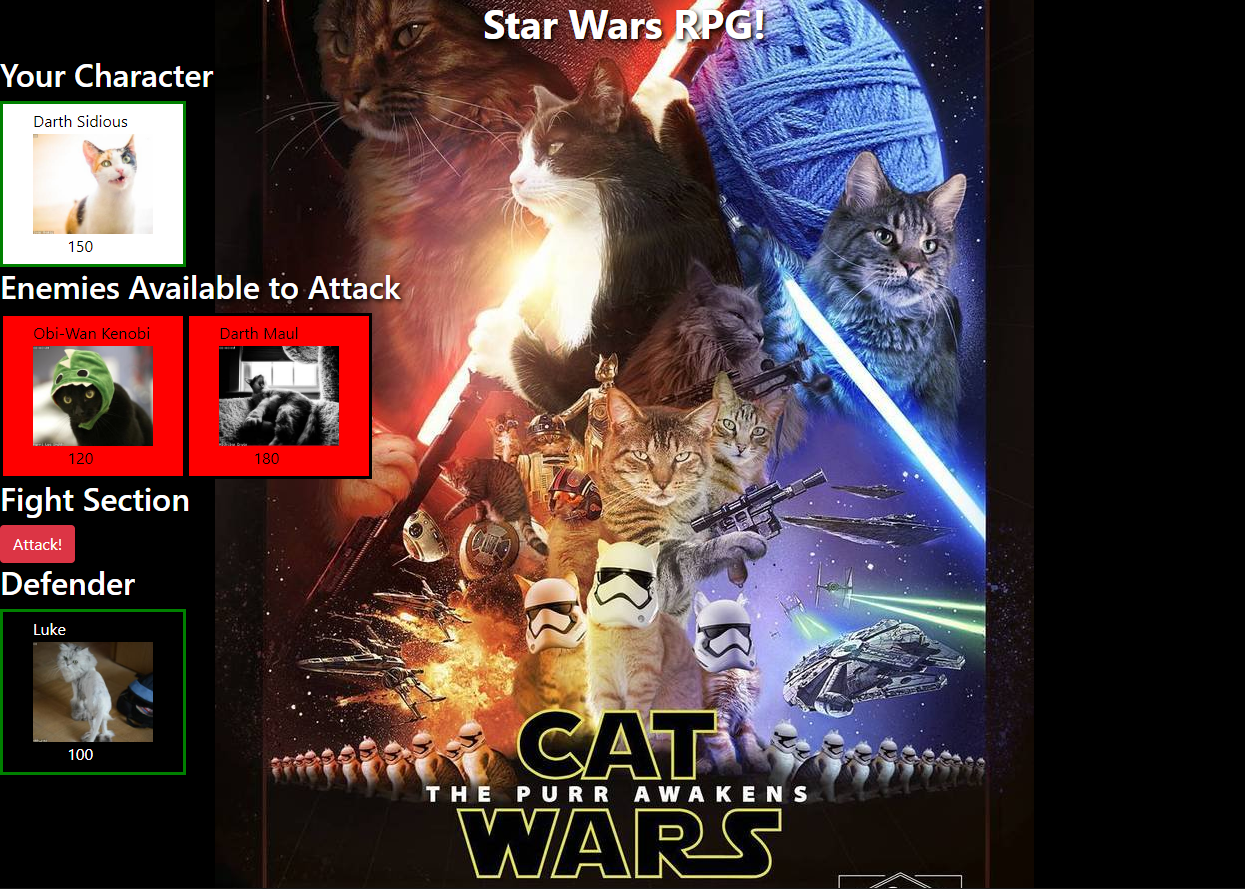 Star Wars RPG!
Your Character
Darth Sidious
150
Enemies Available to Attack
Obi-Wan Kenobi
Darth Maul
120
180
Fight Section
Attack!
Defender
Luke
100
CAT
THE PURR AWAKENS
WARS